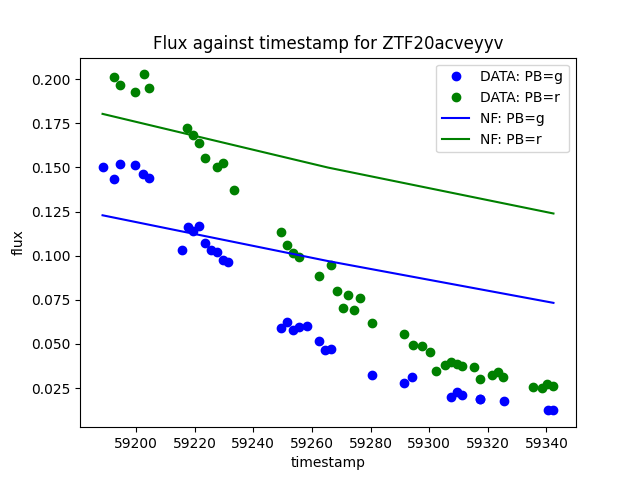 Flux against timestamp for ZTF20acveyyv
DATA: PB=g
DATA: PB=r
NF: PB=g
NF: PB=r
flux
0.200
0.175
0.150
0.125
0.100
0.075
0.050
0.025
59200 59220 59240 59260 59280 59300 59320 59340
timestamp